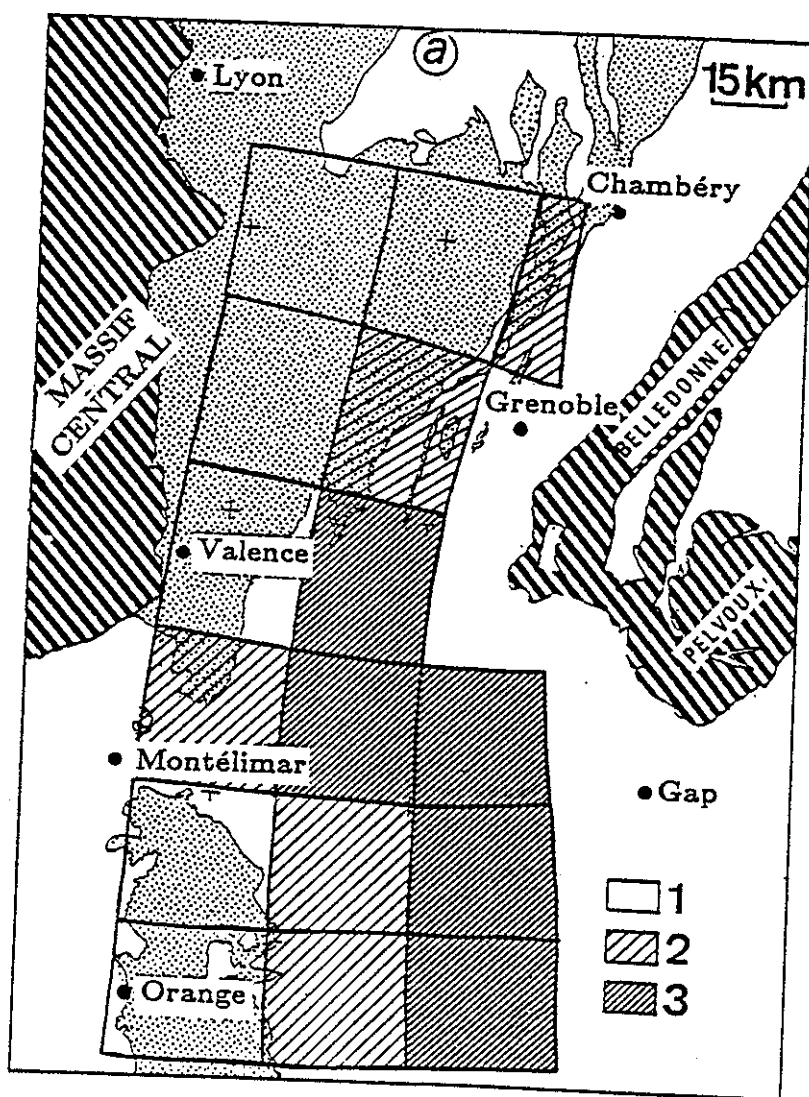 a
Lyon
15km
Chambéry
MASSIF
CENTRAL
BELLEDONNE
Grenoble
Valence
PELVOUX
Montélimar
Gap
1
2
3
Orange